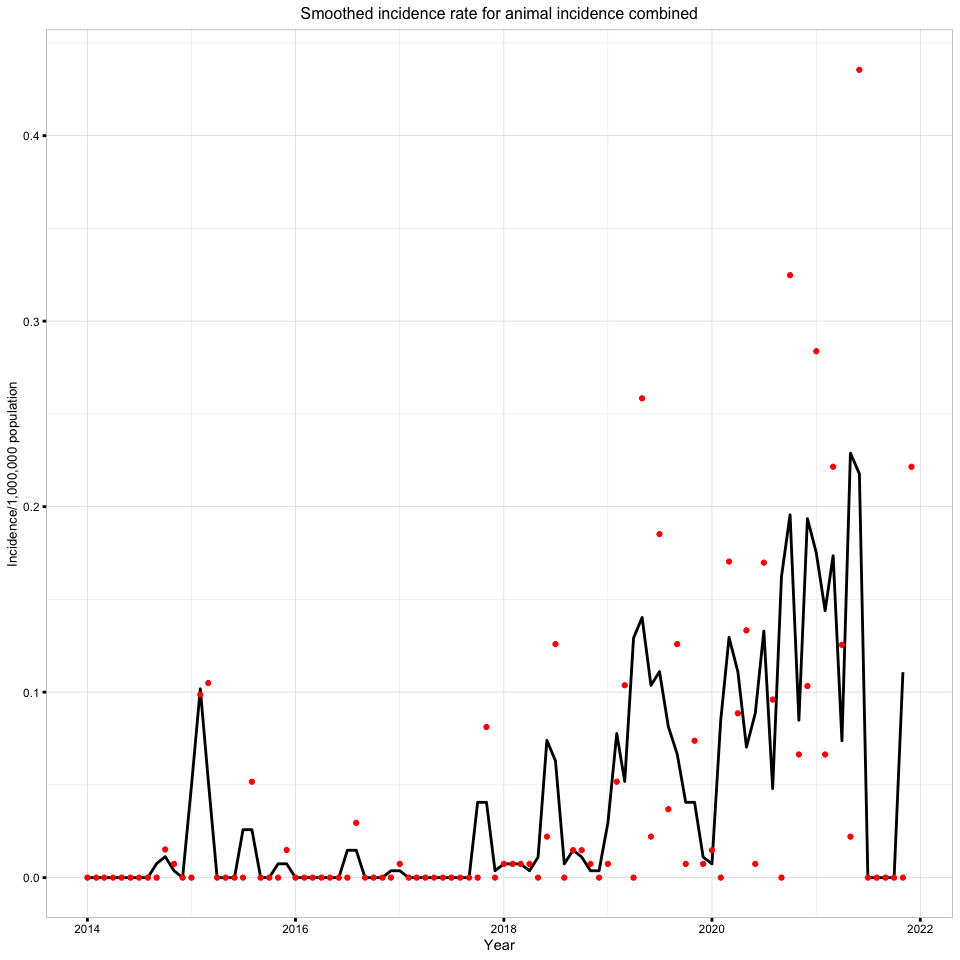 Smoothed incidence rate for animal incidence combined
Incidence/1,000,000 population
0.4
0.3
0.2
0.1
0.0
2014 2016 2018 2020 2022
Year